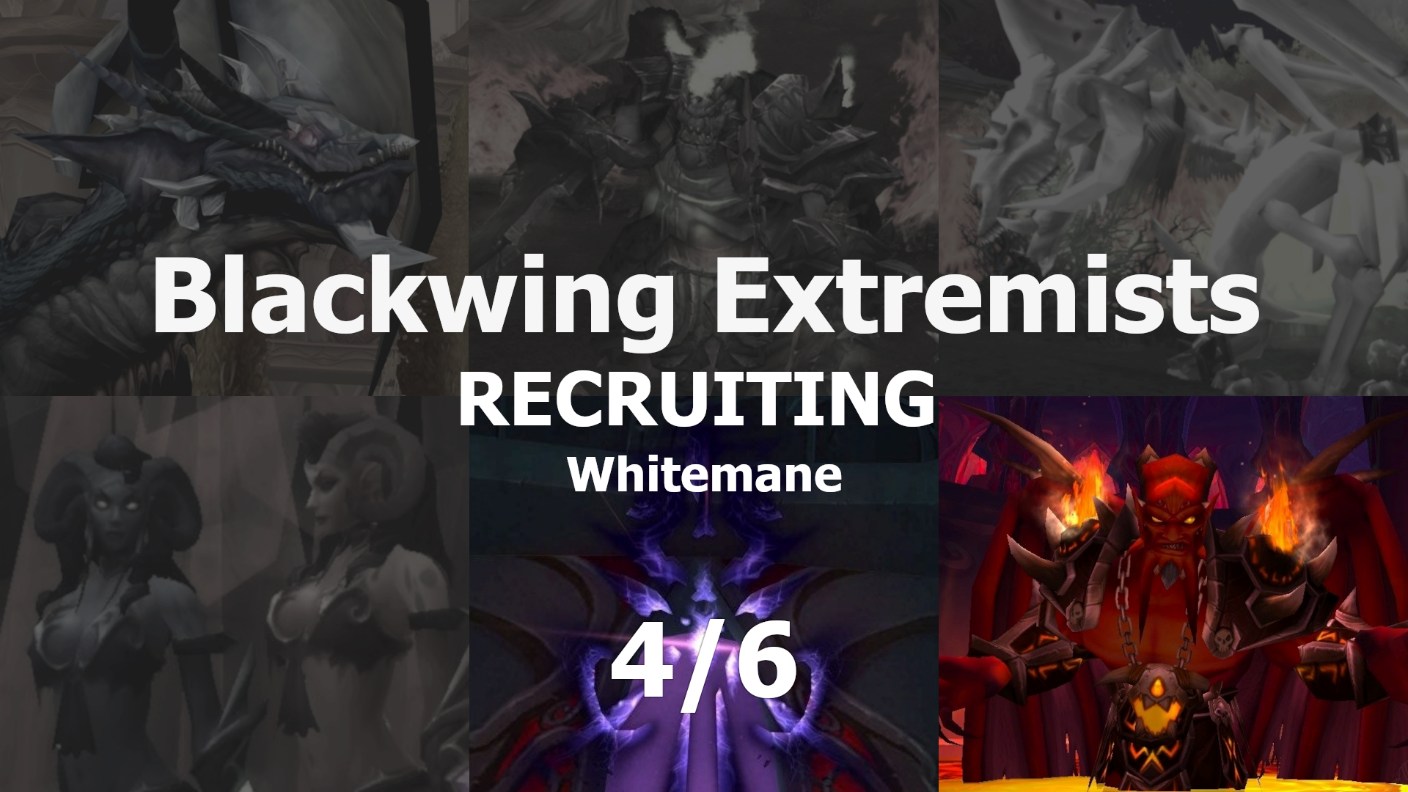 Blackwing Extremists
RECRUITING
Whitemane
4/6